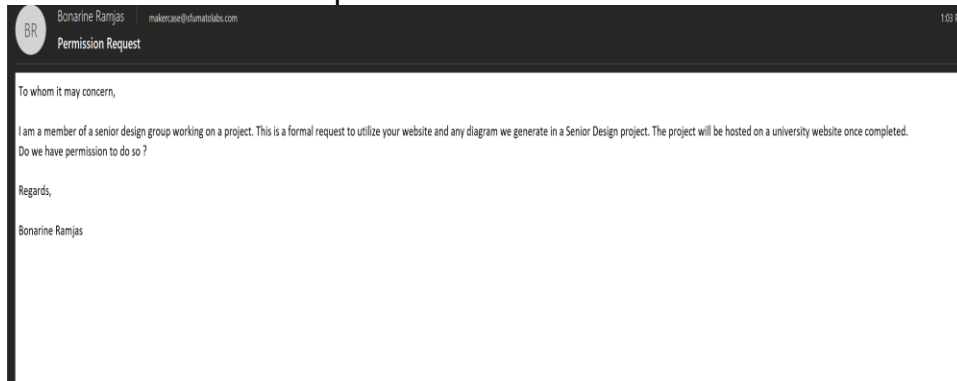 BR
Bonarine Ramjas makercase@sfumatolabs.com 1:03
Permission Request
To whom it may concern,
I am a member of a senior design group working on a project. This is a formal request to utilize your website and any diagram we generate in a Senior Design project. The project will be hosted on a university website once completed.
Do we have permission to do so ?
Regards,
Bonarine Ramjas